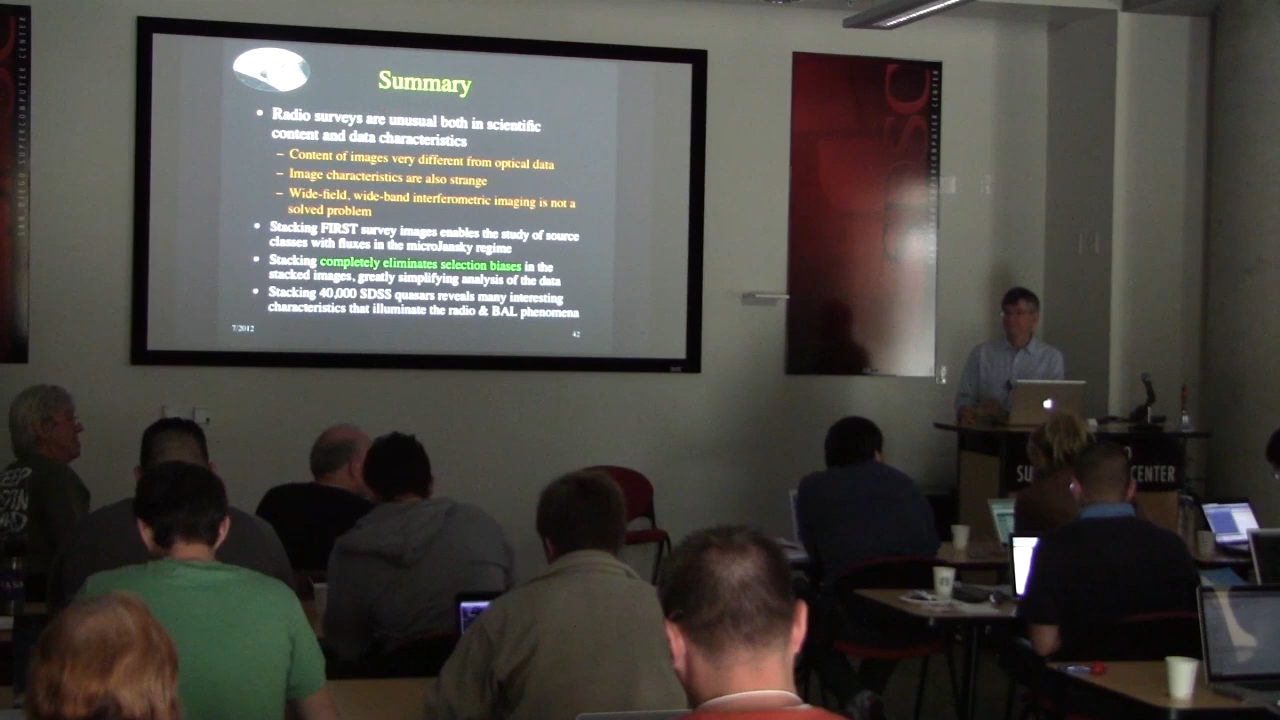 Summary
• Radio surveys are unusual both in scientific
content and data characteristics
– Content of images very different from optical data
– Image characteristics are also strange
– Wide-field, wide-band interferometric imaging is not a
solved problem
• Stacking FIRST survey images enables the study of source
classes with fluxes in the microJansky regime
• Stacking completely eliminates selection biases in the
stacked images, greatly simplifying analysis of the data
• Stacking 40,000 SDSS quasars reveals many interesting
characteristics that illuminate the radio & BAL phenomena
7/2012
42
SAN DIEGO SUPERCOMPUTER CENTER
SDSC
SUPERCOMPUTER CENTER
CENTER